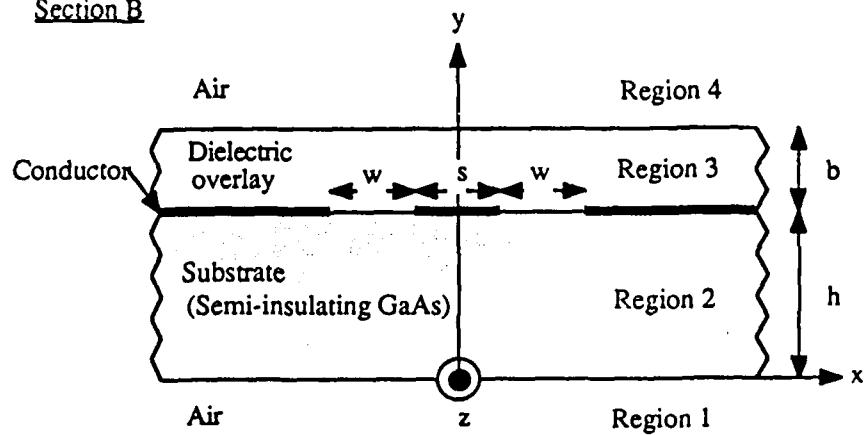 Section B
y
Air Region 4
Conductor
Dielectric
overlay
w s w
Region 3
b
Substrate
(Semi-insulating GaAs)
Region 2
h
x
Air z Region 1